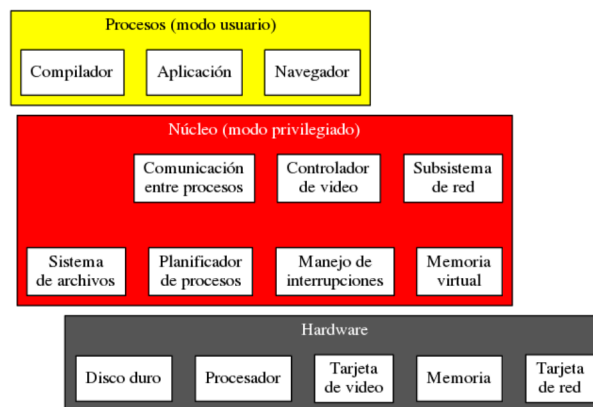 Procesos (modo usuario)
Compilador
Aplicación
Navegador
Núcleo (modo privilegiado)
Comunicación
entre procesos
Controlador
de video
Subsistema
de red
Sistema
de archivos
Planificador
de procesos
Manejo de
interrupciones
Memoria
virtual
Hardware
Disco duro
Procesador
Tarjeta
de video
Memoria
Tarjeta
de red